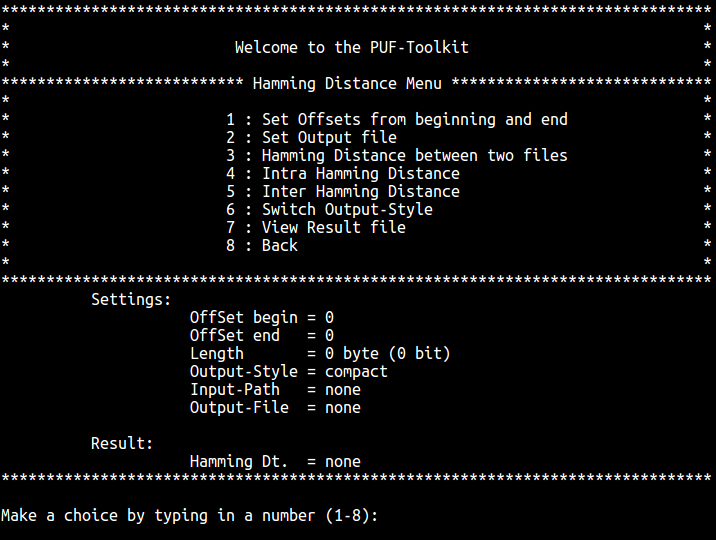 *******************************************************************************
*                                                                             *
*                         Welcome to the PUF-Toolkit                          *
*                                                                             *
*************************** Hamming Distance Menu *****************************
*                                                                             *
*                        1 : Set Offsets from beginning and end               *
*                        2 : Set Output file                                  *
*                        3 : Hamming Distance between two files               *
*                        4 : Intra Hamming Distance                           *
*                        5 : Inter Hamming Distance                           *
*                        6 : Switch Output-Style                              *
*                        7 : View Result file                                 *
*                        8 : Back                                             *
*                                                                             *
*******************************************************************************
          Settings:
                     OffSet begin = 0
                     OffSet end   = 0
                     Length       = 0 byte (0 bit)
                     Output-Style = compact
                     Input-Path   = none
                     Output-File  = none

          Result:
                     Hamming Dt.  = none
*******************************************************************************

Make a choice by typing in a number (1-8):